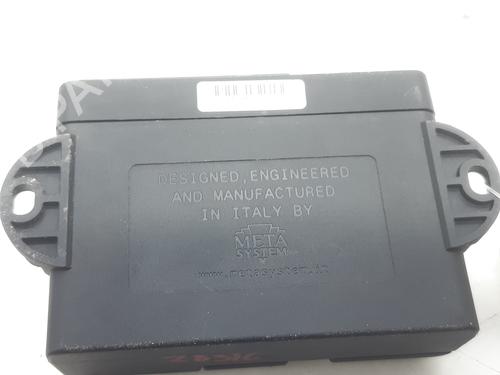 DESIGNED, ENGINEERED
AND MANUFACTURED
IN ITALY BY
META
SYSTEM
www.metasystem.it